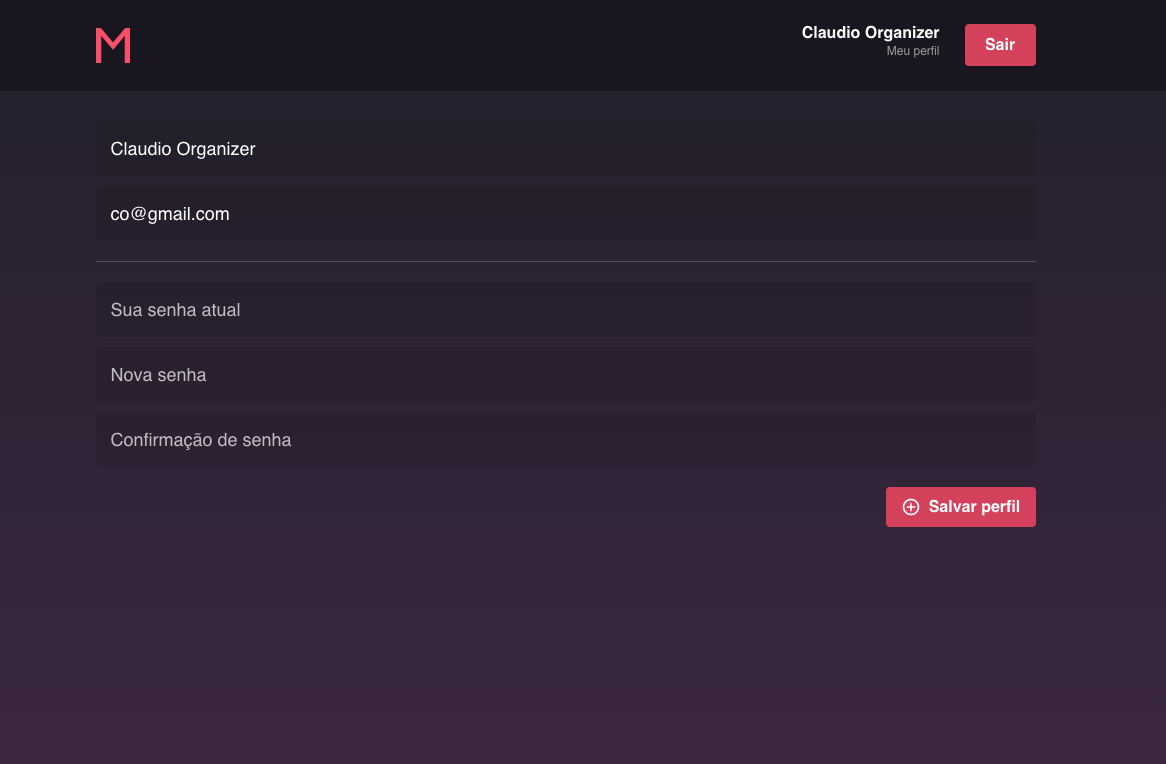 M
Claudio Organizer
Meu perfil
Sair
Claudio Organizer
co@gmail.com
Sua senha atual
Nova senha
Confirmação de senha
Salvar perfil